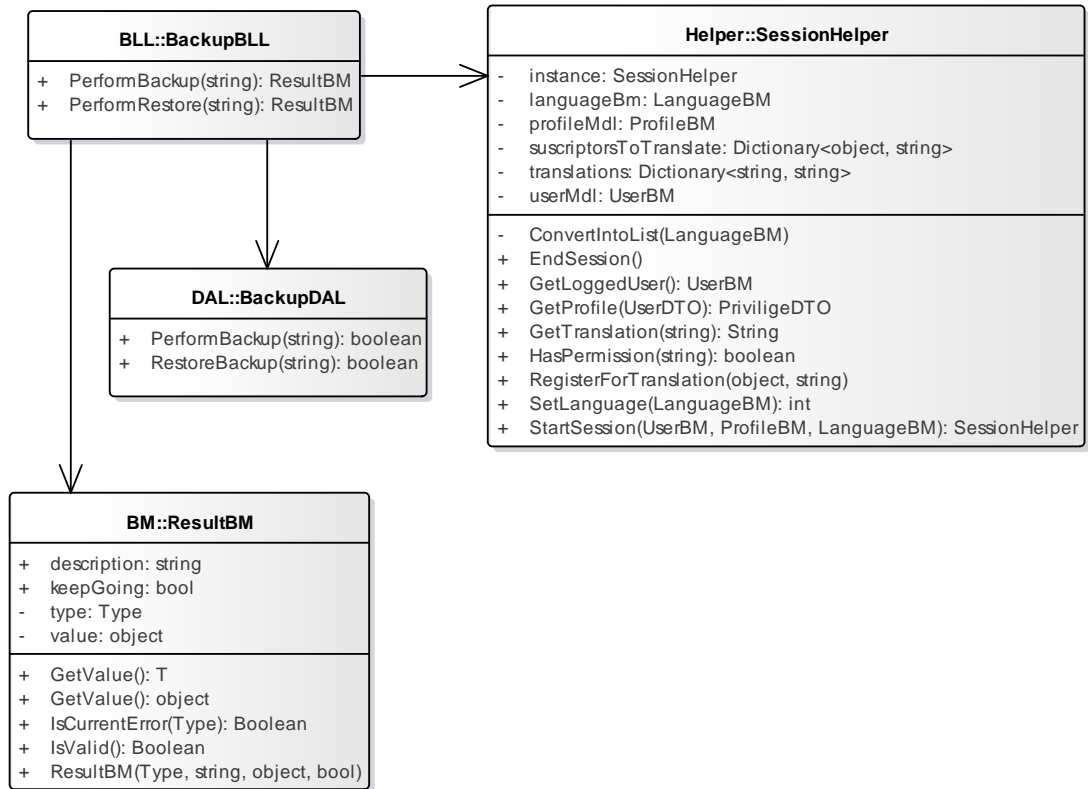 BLL::BackupBLL
+ PerformBackup(string): ResultBM
+ PerformRestore(string): ResultBM
Helper::SessionHelper
- instance: SessionHelper
- languageBm: LanguageBM
- profileMdl: ProfileBM
- suscriptorsToTranslate: Dictionary<object, string>
- translations: Dictionary<string, string>
- userMdl: UserBM
- ConvertIntoList(LanguageBM)
+ EndSession()
+ GetLoggedUser(): UserBM
+ GetProfile(UserDTO): PriviligeDTO
+ GetTranslation(string): String
+ HasPermission(string): boolean
+ RegisterForTranslation(object, string)
+ SetLanguage(LanguageBM): int
+ StartSession(UserBM, ProfileBM, LanguageBM): SessionHelper
DAL::BackupDAL
+ PerformBackup(string): boolean
+ RestoreBackup(string): boolean
BM::ResultBM
+ description: string
+ keepGoing: bool
- type: Type
- value: object
+ GetValue(): T
+ GetValue(): object
+ IsCurrentError(Type): Boolean
+ IsValid(): Boolean
+ ResultBM(Type, string, object, bool)